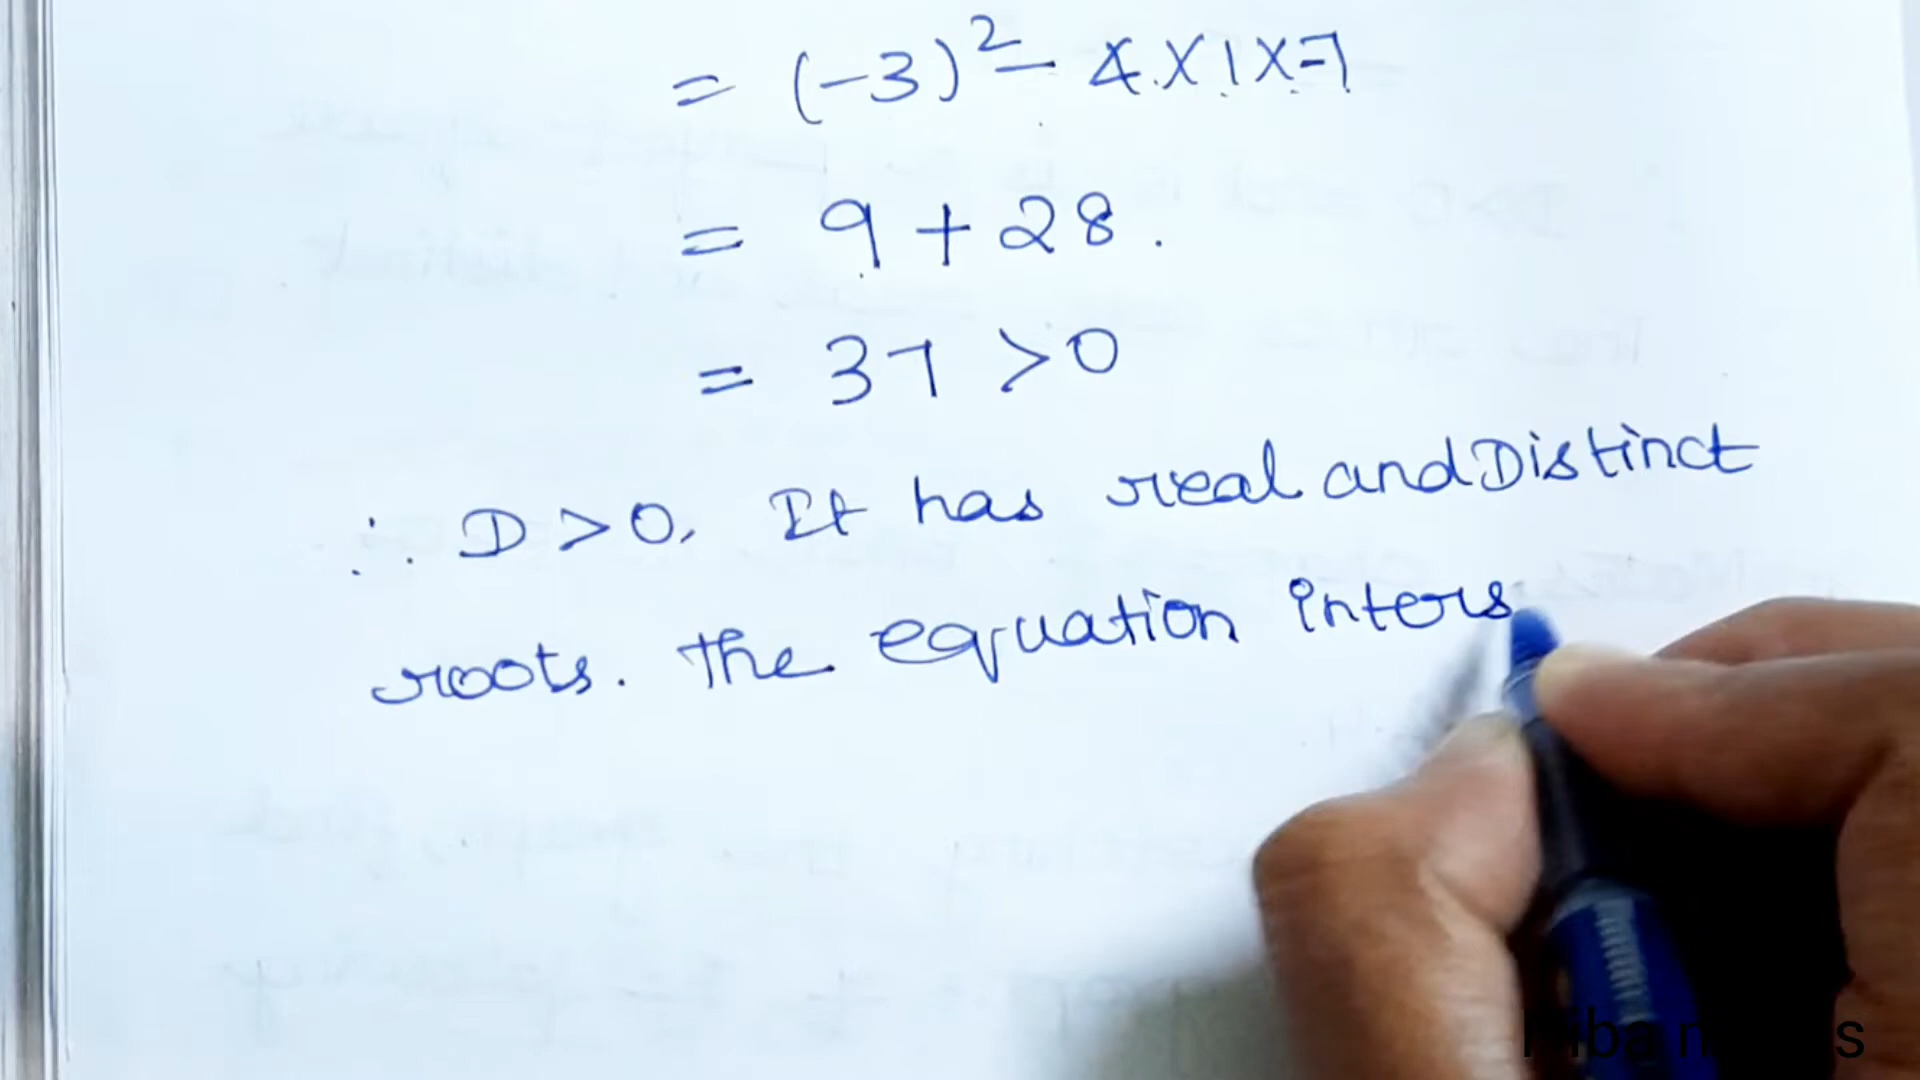 = (-3)² - 4×1×-7
= 9 + 28.
= 37 > 0
∴ D > 0. It has real and Distinct
roots. The equation inters